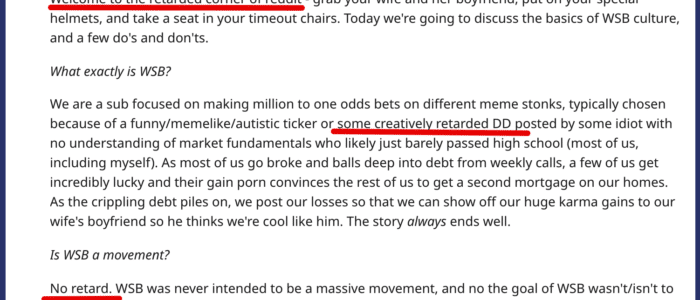 Welcome to the retarded corner of reddit - grab your wife and her boyfriend, put on your special
helmets, and take a seat in your timeout chairs. Today we're going to discuss the basics of WSB culture,
and a few do's and don'ts.
What exactly is WSB?
We are a sub focused on making million to one odds bets on different meme stonks, typically chosen
because of a funny/memelike/autistic ticker or some creatively retarded DD posted by some idiot with
no understanding of market fundamentals who likely just barely passed high school (most of us,
including myself). As most of us go broke and balls deep into debt from weekly calls, a few of us get
incredibly lucky and their gain porn convinces the rest of us to get a second mortgage on our homes.
As the crippling debt piles on, we post our losses so that we can show off our huge karma gains to our
wife's boyfriend so he thinks we're cool like him. The story always ends well.
Is WSB a movement?
No retard. WSB was never intended to be a massive movement, and no the goal of WSB wasn't/isn't to